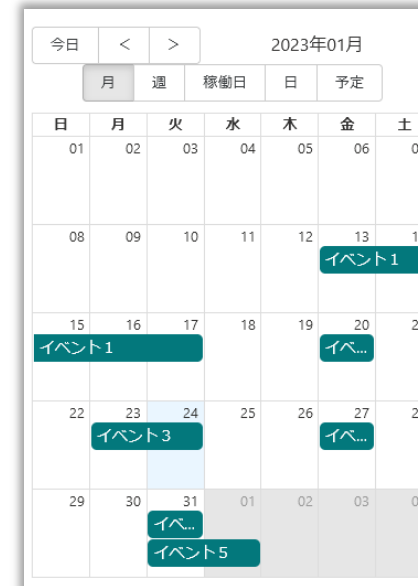 今日 < > 2023年01月
月 週 稼働日 日 予定
日 月 火 水 木 金 土
01 02 03 04 05 06
08 09 10 11 12 13
イベント1
15 16 17 18 19 20
イベント1 イベ...
22 23 24 25 26 27
イベント3 イベ...
29 30 31 01 02 03
イベ...
イベント5